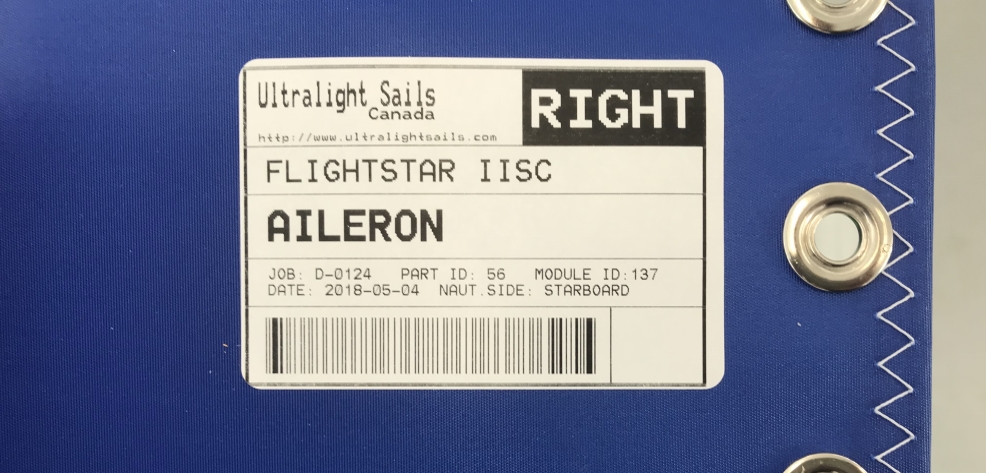 Ultralight Sails
Canada
http://www.ultralightsails.com
RIGHT
FLIGHTSTAR IISC
AILERON
JOB: D-0124 PART ID: 56 MODULE ID:137
DATE: 2018-05-04 NAUT.SIDE: STARBOARD